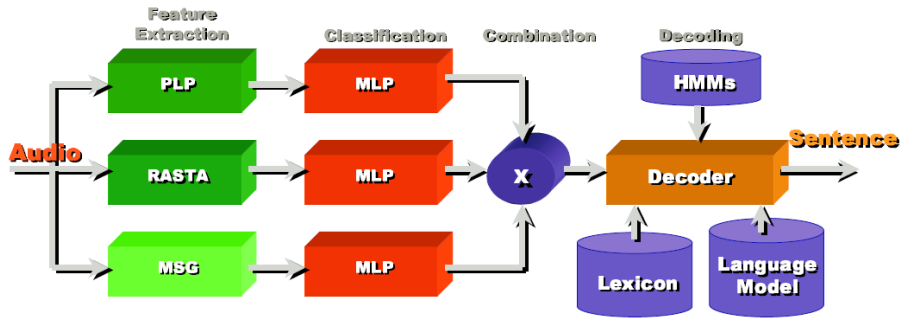 Feature
Extraction
Classification
Combination
Decoding
PLP
MLP
HMMs
Audio
RASTA
MLP
X
Decoder
Sentence
MSG
MLP
Lexicon
Language
Model